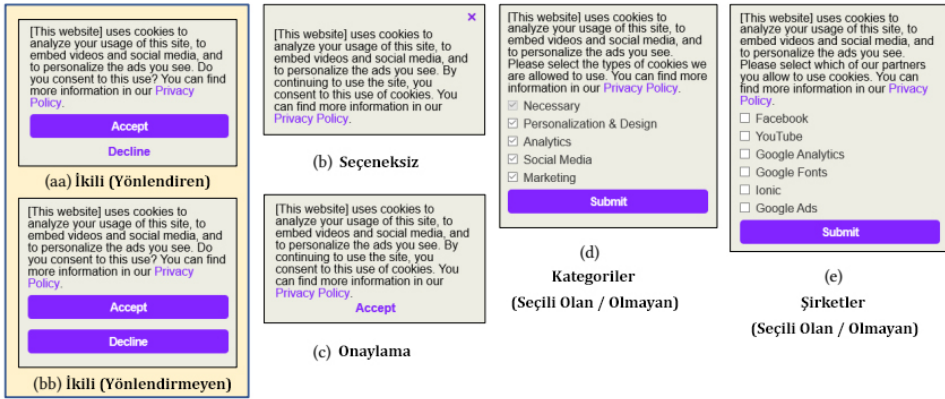 [This website] uses cookies to
analyze your usage of this site, to
embed videos and social media, and
to personalize the ads you see. Do
you consent to this use? You can find
more information in our Privacy
Policy.
Accept
Decline
(aa) İkili (Yönlendiren)
[This website] uses cookies to
analyze your usage of this site, to
embed videos and social media, and
to personalize the ads you see. Do
you consent to this use? You can find
more information in our Privacy
Policy.
Accept
Decline
(bb) İkili (Yönlendirmeyen)
×
[This website] uses cookies to
analyze your usage of this site, to
embed videos and social media, and
to personalize the ads you see. By
continuing to use the site, you
consent to this use of cookies. You
can find more information in our
Privacy Policy.
(b) Seçeneksiz
[This website] uses cookies to
analyze your usage of this site, to
embed videos and social media, and
to personalize the ads you see. By
continuing to use the site, you
consent to this use of cookies. You
can find more information in our
Privacy Policy.
Accept
(c) Onaylama
[This website] uses cookies to
analyze your usage of this site, to
embed videos and social media, and
to personalize the ads you see.
Please select the types of cookies we
are allowed to use. You can find more
information in our Privacy Policy.
Necessary
Personalization & Design
Analytics
Social Media
Marketing
Submit
(d)
Kategoriler
(Seçili Olan / Olmayan)
[This website] uses cookies to
analyze your usage of this site, to
embed videos and social media, and
to personalize the ads you see.
Please select which of our partners
you allow to use cookies. You can
find more information in our Privacy
Policy.
Facebook
YouTube
Google Analytics
Google Fonts
Ionic
Google Ads
Submit
(e)
Şirketler
(Seçili Olan / Olmayan)